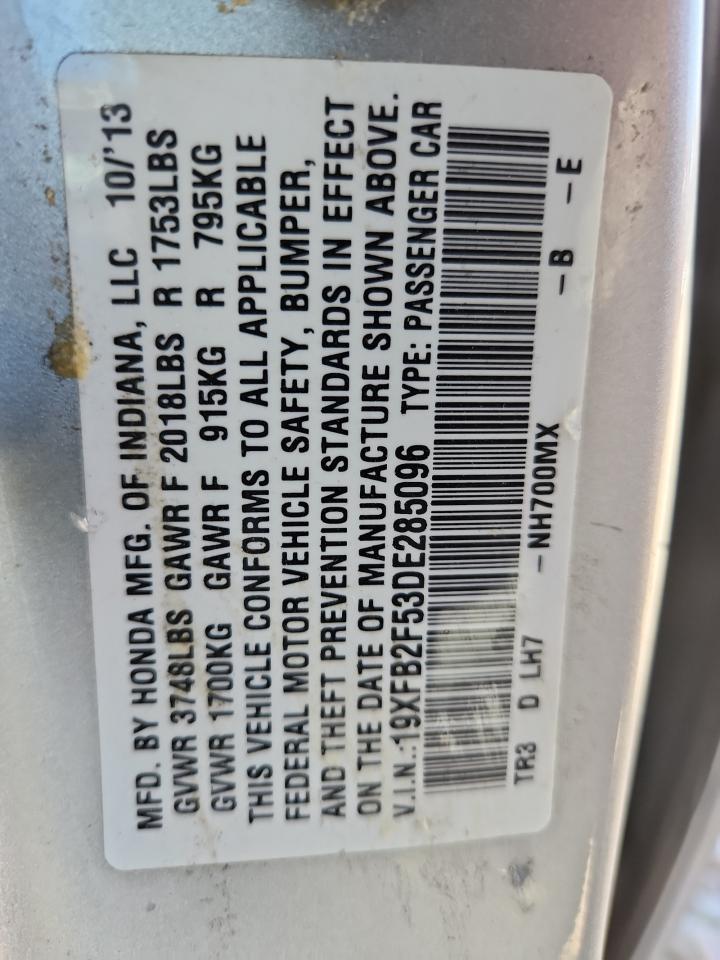 MFD. BY HONDA MFG. OF INDIANA, LLC 10/'13
GVWR 3748LBS GAWR F 2018LBS R 1753LBS
GVWR 1700KG GAWR F 915KG R 795KG
THIS VEHICLE CONFORMS TO ALL APPLICABLE
FEDERAL MOTOR VEHICLE SAFETY, BUMPER,
AND THEFT PREVENTION STANDARDS IN EFFECT
ON THE DATE OF MANUFACTURE SHOWN ABOVE.
V.I.N.:19XFB2F53DE285096 TYPE: PASSENGER CAR
TR3 D LH7 -NH700MX -B -E